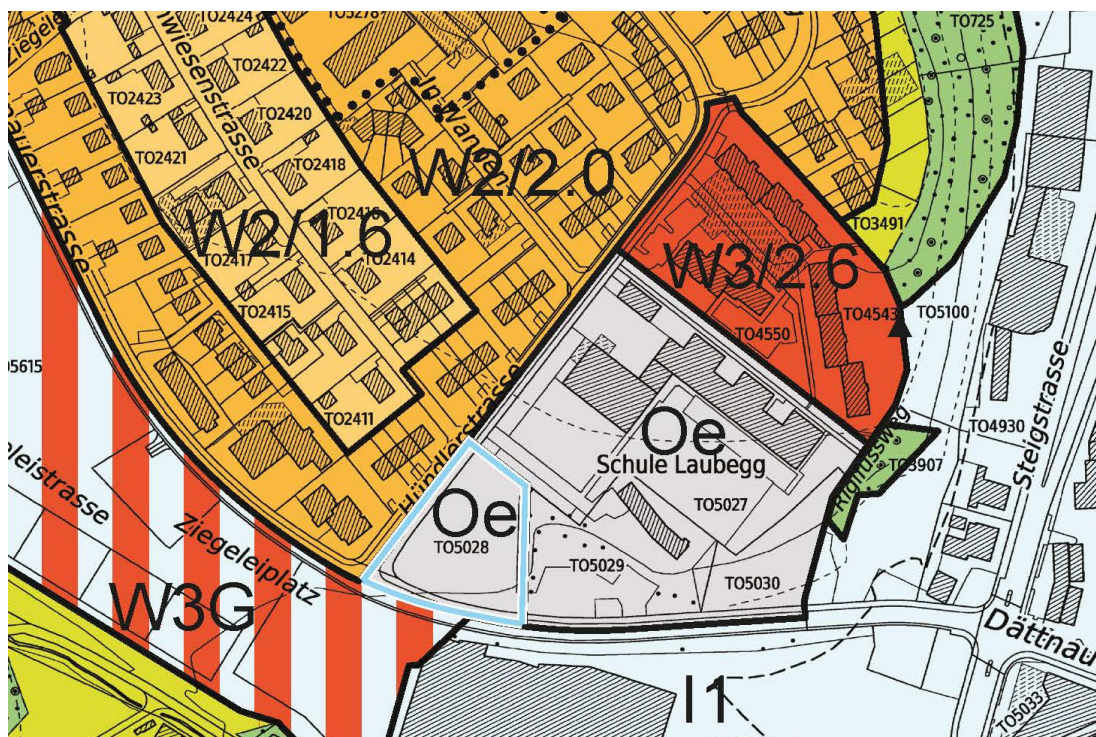 TO2424
TO5278
TO725
TO2422
TO2423
TO2420
wiesenstrasse
TO2421
TO2418
W2/2.0
W2/1.6
TO2416
TO2417
TO2414
TO3491
W3/2.6
TO2415
TO4543
TO5100
TO4550
auerstrasse
Steigstrasse
TO2411
TO4930
Oe
Schule Laubegg
TO3907
Hündlerstrasse
TO5027
Oe
TO5028
TO5029
TO5030
Ziegeleiplatz
W3G
Dättnau
I1
TO5033